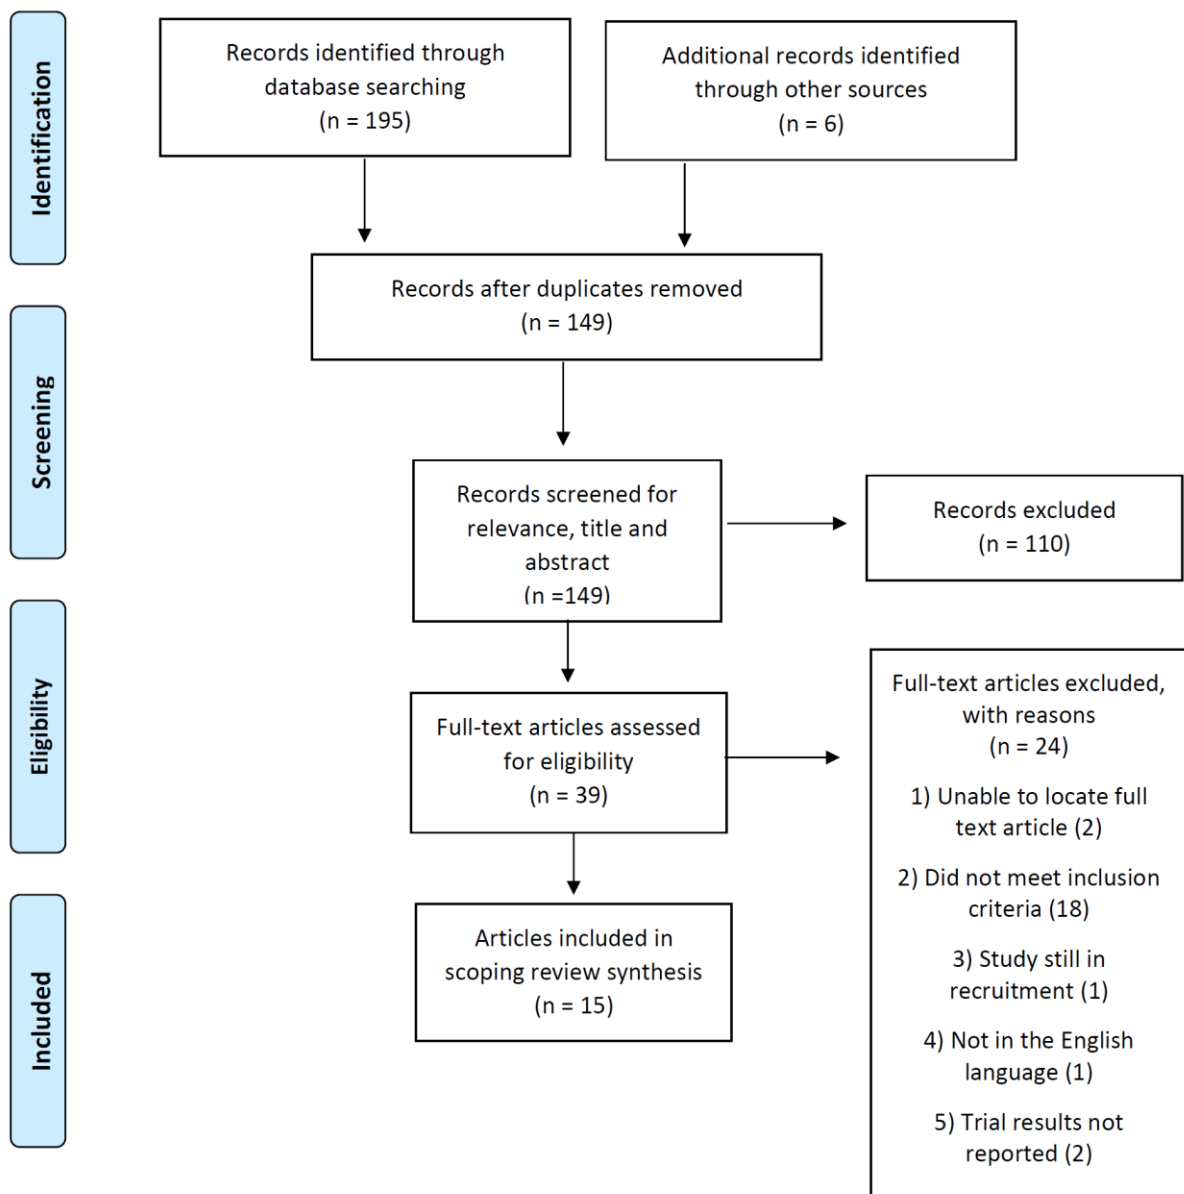 Identification
Records identified through
database searching
(n = 195)
Additional records identified
through other sources
(n = 6)
Records after duplicates removed
(n = 149)
Screening
Records screened for
relevance, title and
abstract
(n =149)
Records excluded
(n = 110)
Eligibility
Full-text articles assessed
for eligibility
(n = 39)
Full-text articles excluded,
with reasons
(n = 24)
1) Unable to locate full
text article (2)
2) Did not meet inclusion
criteria (18)
3) Study still in
recruitment (1)
4) Not in the English
language (1)
5) Trial results not
reported (2)
Included
Articles included in
scoping review synthesis
(n = 15)